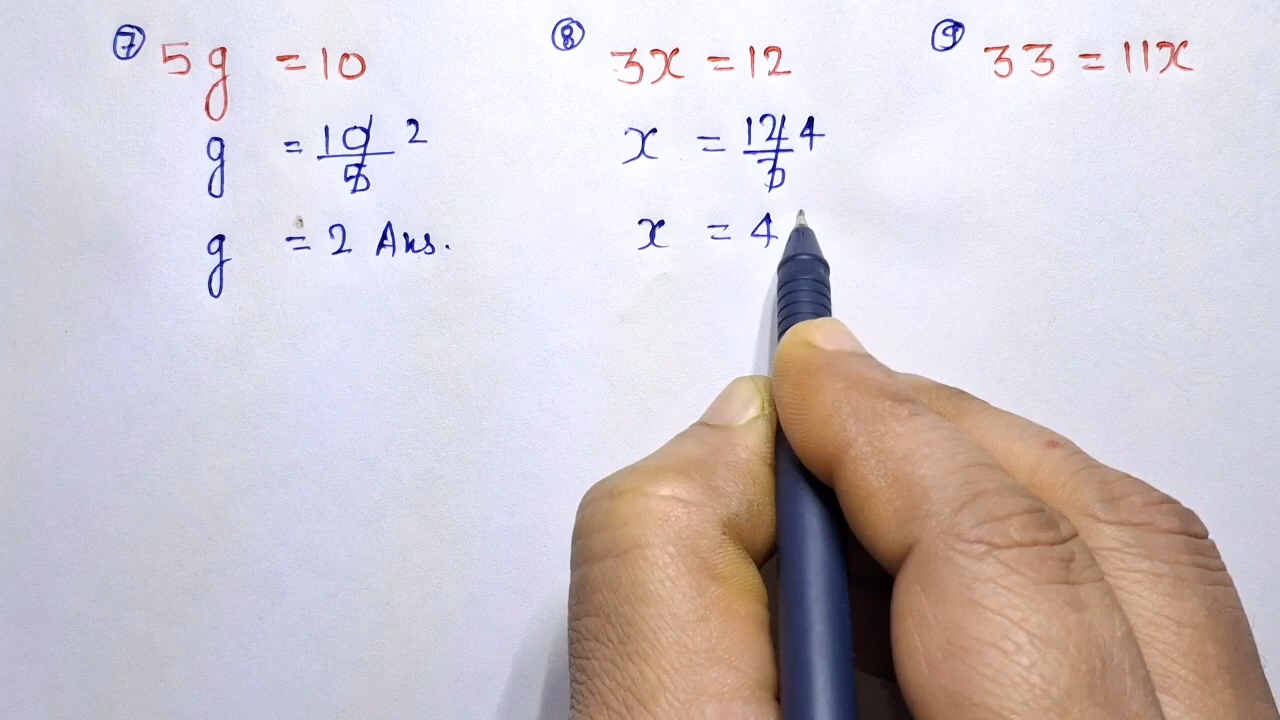 ⑦ 5g = 10
g = 10/5 2
g = 2 Ans.
⑧ 3x = 12
x = 12/3 4
x = 4
⑨ 33 = 11x